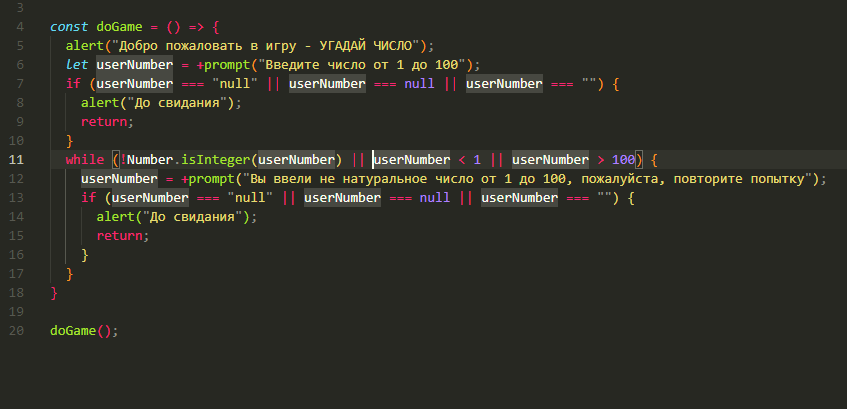 3
4 const doGame = () => {
5 alert("Добро пожаловать в игру - УГАДАЙ ЧИСЛО");
6 let userNumber = +prompt("Введите число от 1 до 100");
7 if (userNumber === "null" || userNumber === null || userNumber === "") {
8 alert("До свидания");
9 return;
10 }
11 while (!Number.isInteger(userNumber) || userNumber < 1 || userNumber > 100) {
12 userNumber = +prompt("Вы ввели не натуральное число от 1 до 100, пожалуйста, повторите попытку");
13 if (userNumber === "null" || userNumber === null || userNumber === "") {
14 alert("До свидания");
15 return;
16 }
17 }
18 }
19
20 doGame();